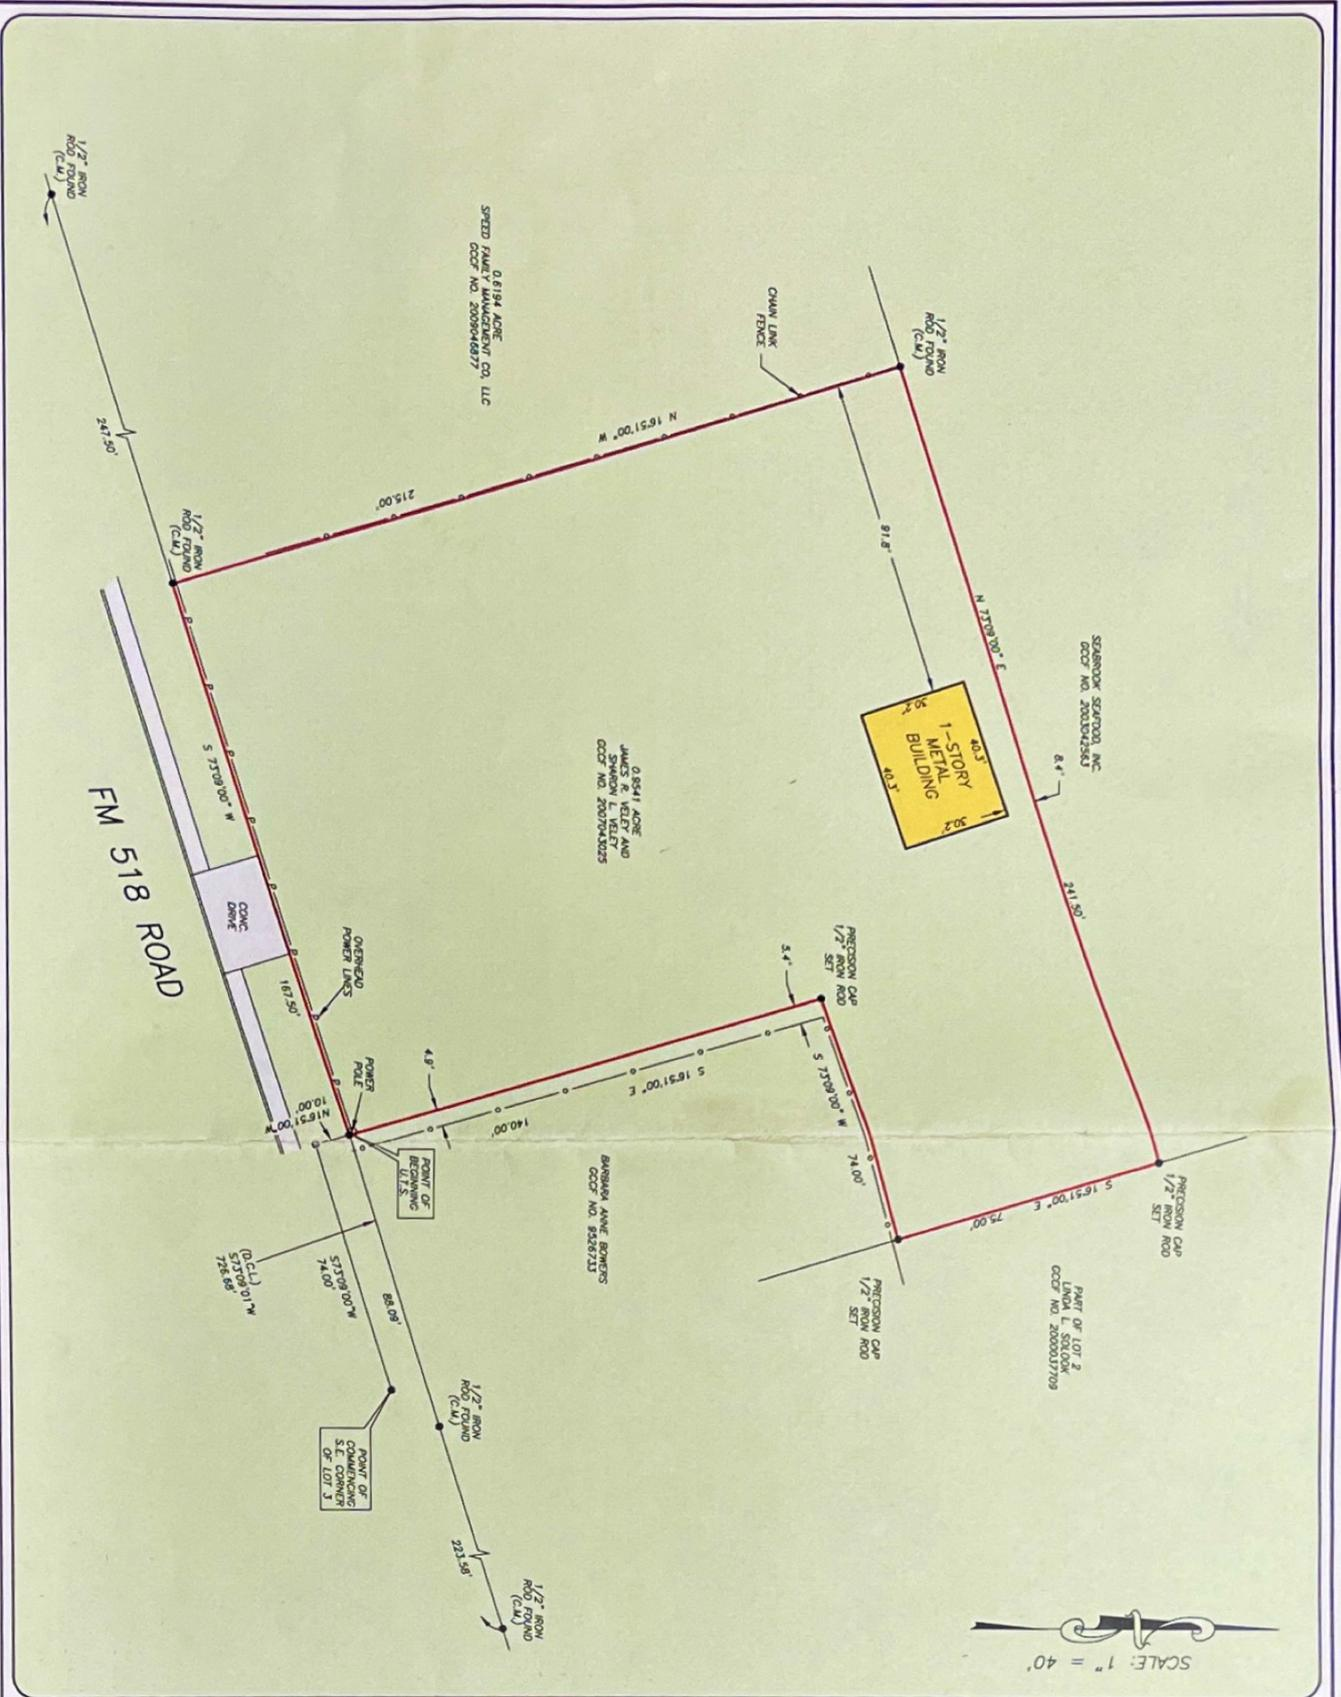 1/2" IRON
ROD FOUND
(C.M.)
247.50'
0.6194 ACRE
SPEED FAMILY MANAGEMENT CO, LLC
GCCF NO. 2009046877
CHAIN LINK
FENCE
1/2" IRON
ROD FOUND
(C.M.)
N 16°51'00" W
215.00'
1/2" IRON
ROD FOUND
(C.M.)
91.8'
N 73°09'00" E
SEABROOK SEAFOOD, INC.
GCCF NO. 2003042563
8.4'
241.50'
1-STORY
METAL
BUILDING
40.3'
40.3'
30.2'
30.2'
0.9541 ACRE
JAMES R. VELEY AND
SHARON L. VELEY
GCCF NO. 2007043025
S 73°09'00" W
FM 518 ROAD
CONC.
DRIVE
167.50'
OVERHEAD
POWER LINES
POWER
POLE
PRECISION CAP
1/2" IRON ROD
SET
5.4'
4.9'
S 16°51'00" E
140.00'
S 73°09'00" W
74.00'
N16°51'00"W
10.00'
POINT OF
BEGINNING
U.T.S.
BARBARA ANNE BOWERS
GCCF NO. 9526733
S 16°51'00" E
75.00'
PRECISION CAP
1/2" IRON ROD
SET
PRECISION CAP
1/2" IRON ROD
SET
PART OF LOT 2
LINDA L. SOLOOK
GCCF NO. 2000037709
(D.C.L.)
S73°09'01"W
726.68'
S73°09'00"W
74.00'
88.09'
1/2" IRON
ROD FOUND
(C.M.)
POINT OF
COMMENCING
S.E. CORNER
OF LOT 3
223.58'
1/2" IRON
ROD FOUND
(C.M.)
SCALE: 1" = 40'